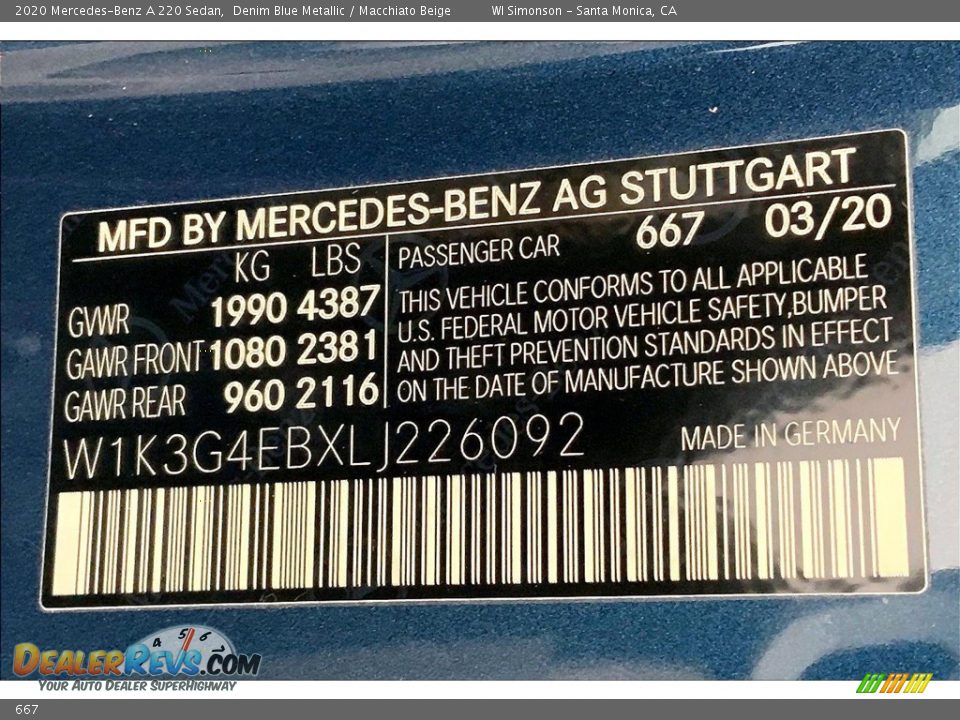 2020 Mercedes-Benz A 220 Sedan, Denim Blue Metallic / Macchiato Beige WI Simonson - Santa Monica, CA
MFD BY MERCEDES-BENZ AG STUTTGART
KG LBS
GVWR 1990 4387
GAWR FRONT 1080 2381
GAWR REAR 960 2116
PASSENGER CAR 667 03/20
THIS VEHICLE CONFORMS TO ALL APPLICABLE
U.S. FEDERAL MOTOR VEHICLE SAFETY,BUMPER
AND THEFT PREVENTION STANDARDS IN EFFECT
ON THE DATE OF MANUFACTURE SHOWN ABOVE
W1K3G4EBXLJ226092 MADE IN GERMANY
4 5 6
DEALERREVS.COM
YOUR AUTO DEALER SUPERHIGHWAY
667